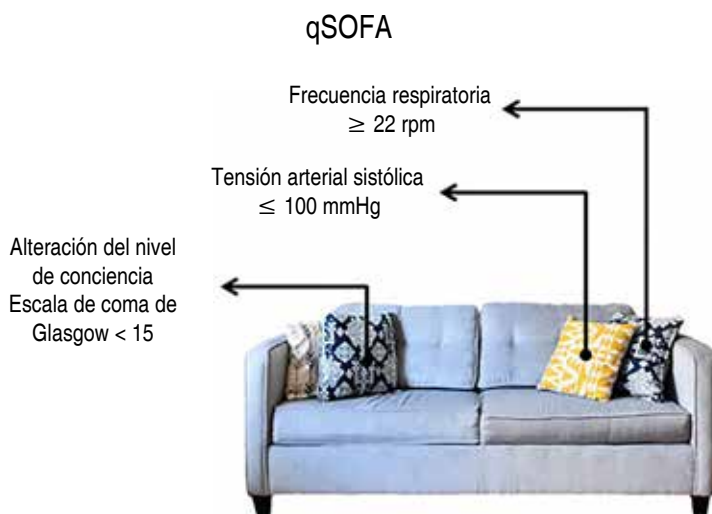 qSOFA
Frecuencia respiratoria
≥ 22 rpm
Tensión arterial sistólica
≤ 100 mmHg
Alteración del nivel
de conciencia
Escala de coma de
Glasgow < 15